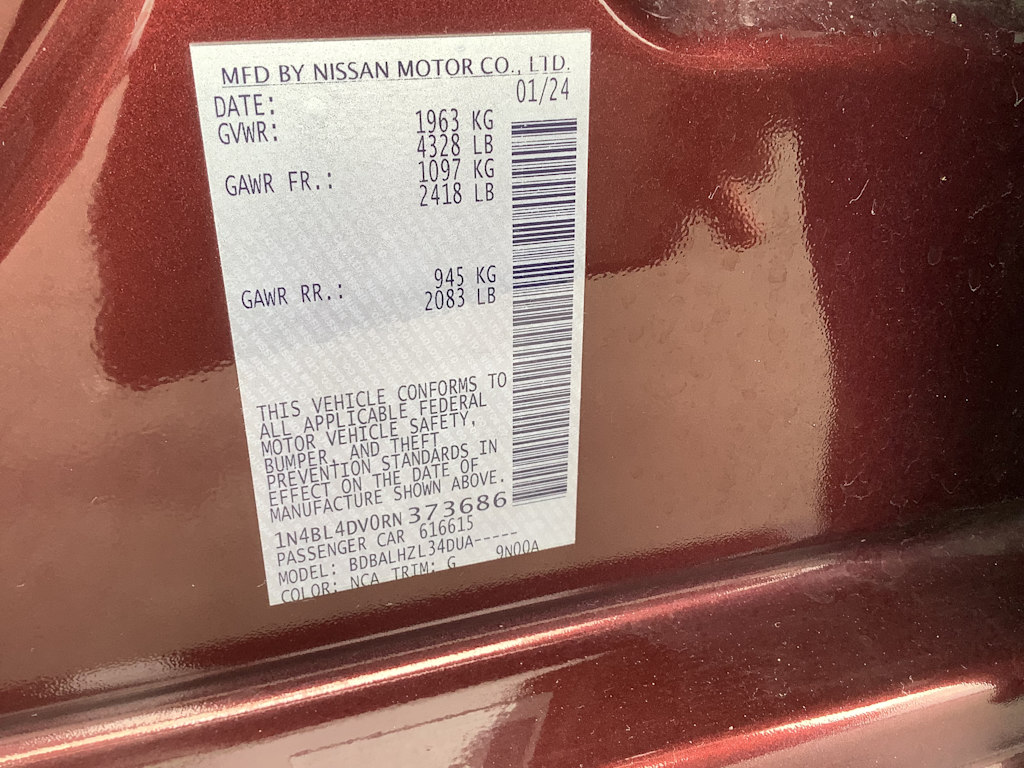 MFD BY NISSAN MOTOR CO., LTD.
DATE: 01/24
GVWR: 1963 KG
4328 LB
GAWR FR.: 1097 KG
2418 LB
GAWR RR.: 945 KG
2083 LB
THIS VEHICLE CONFORMS TO
ALL APPLICABLE FEDERAL
MOTOR VEHICLE SAFETY,
BUMPER, AND THEFT
PREVENTION STANDARDS IN
EFFECT ON THE DATE OF
MANUFACTURE SHOWN ABOVE.
1N4BL4DV0RN373686
PASSENGER CAR 616615
MODEL: BDBALHZL34DUA-----
COLOR: NCA TRIM: G 9N00A